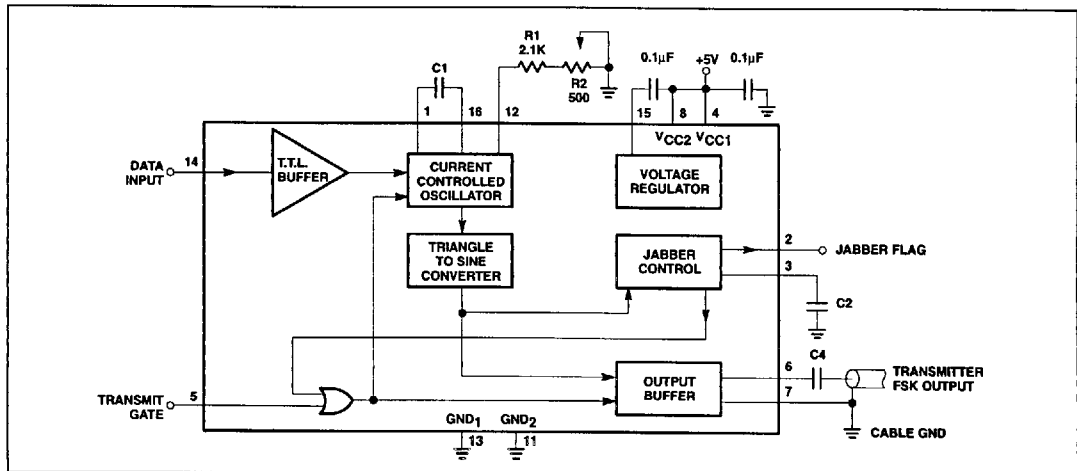 R1
2.1K
R2
500
C1
0.1μF
+5V
0.1μF
1
16
12
15
8
4
VCC2
VCC1
DATA
INPUT
14
T.T.L.
BUFFER
CURRENT
CONTROLLED
OSCILLATOR
VOLTAGE
REGULATOR
TRIANGLE
TO SINE
CONVERTER
JABBER
CONTROL
2
JABBER FLAG
3
C2
OUTPUT
BUFFER
6
C4
7
TRANSMITTER
FSK OUTPUT
CABLE GND
TRANSMIT
GATE
5
GND1
13
GND2
11